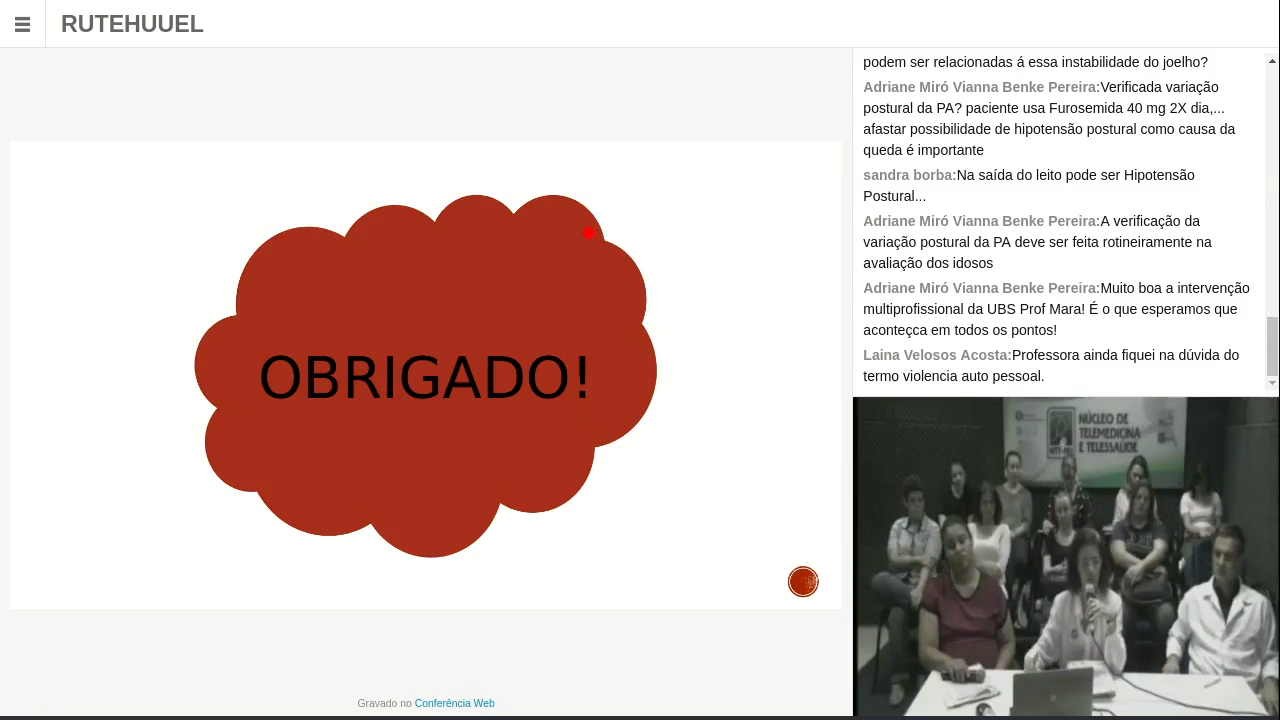 RUTEHUUEL
OBRIGADO!
Gravado no Conferência Web
podem ser relacionadas á essa instabilidade do joelho?
Adriane Miró Vianna Benke Pereira:Verificada variação
postural da PA? paciente usa Furosemida 40 mg 2X dia,...
afastar possibilidade de hipotensão postural como causa da
queda é importante
sandra borba:Na saída do leito pode ser Hipotensão
Postural...
Adriane Miró Vianna Benke Pereira:A verificação da
variação postural da PA deve ser feita rotineiramente na
avaliação dos idosos
Adriane Miró Vianna Benke Pereira:Muito boa a intervenção
multiprofissional da UBS Prof Mara! É o que esperamos que
aconteçca em todos os pontos!
Laina Velosos Acosta:Professora ainda fiquei na dúvida do
termo violencia auto pessoal.
NÚCLEO DE
TELEMEDICINA
E TELESSAÚDE